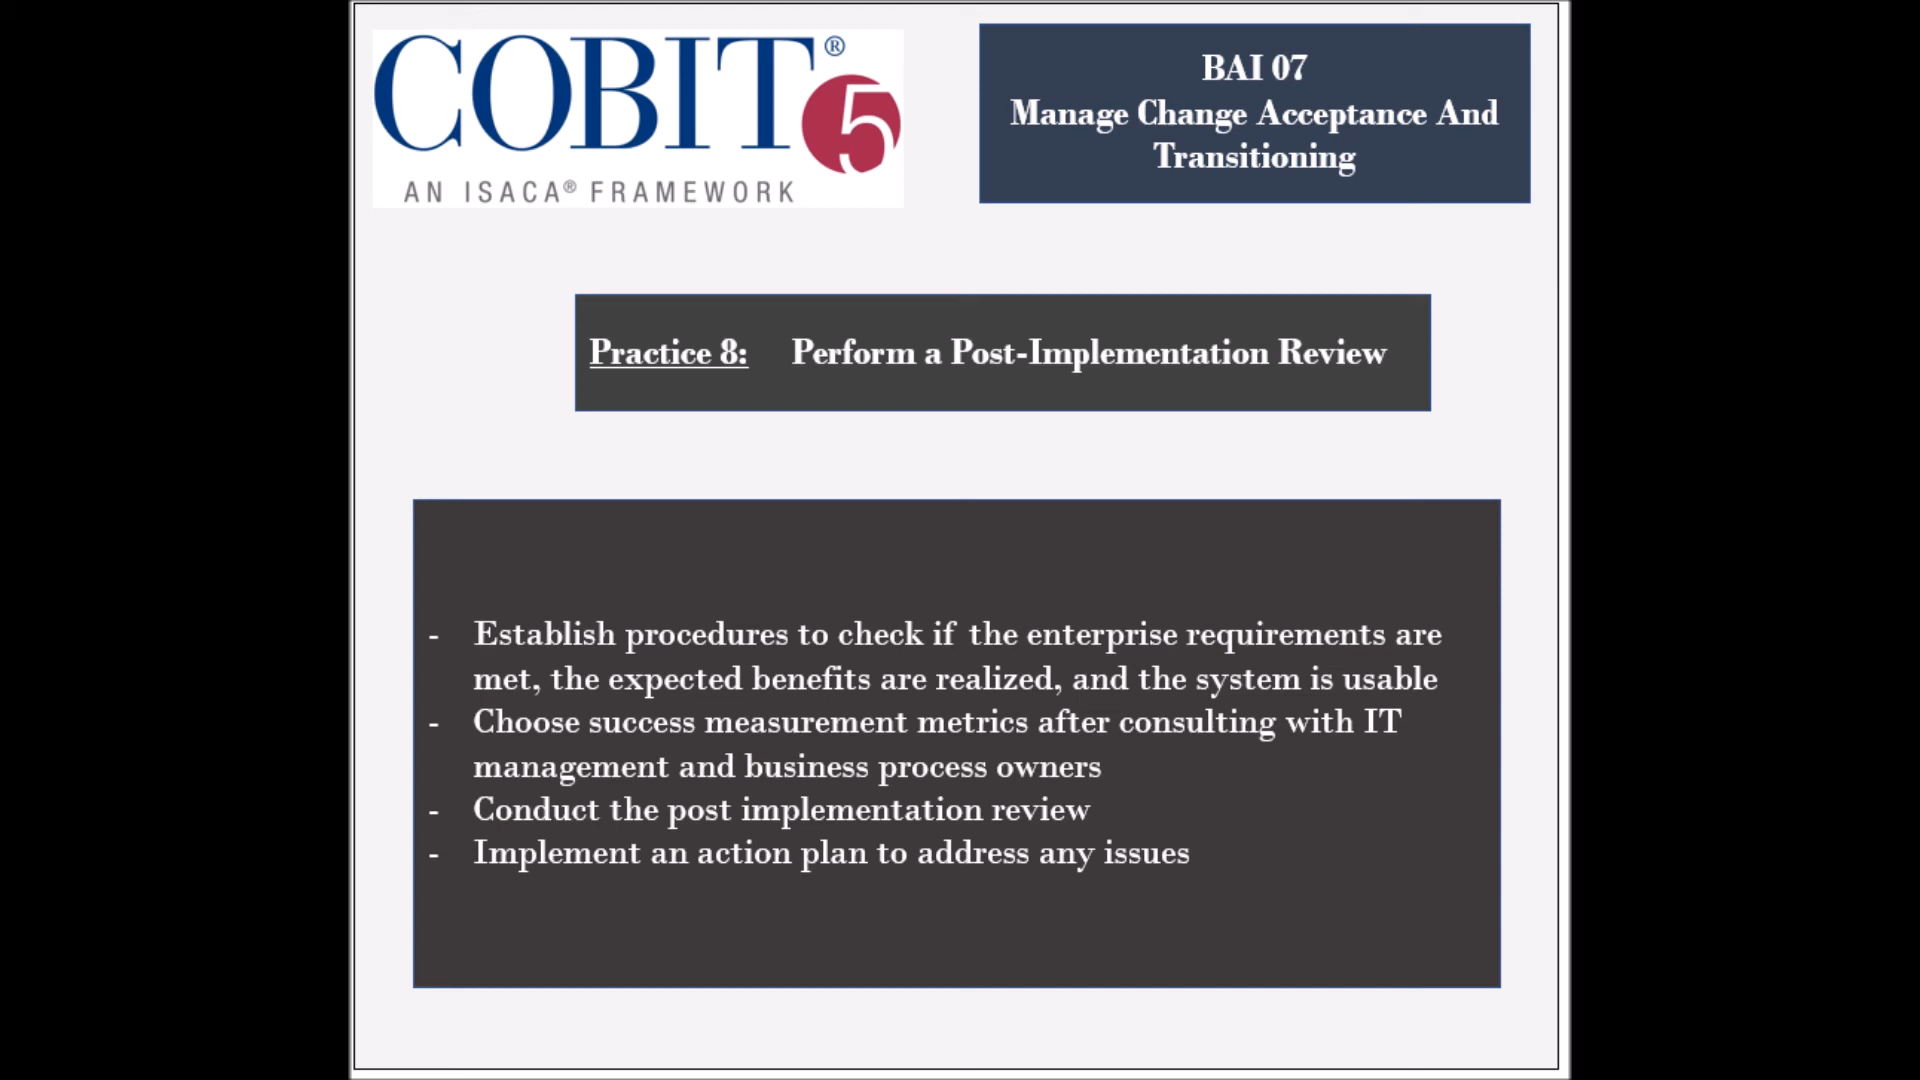 COBIT® 5
AN ISACA® FRAMEWORK
BAI 07
Manage Change Acceptance And
Transitioning
Practice 8: Perform a Post-Implementation Review
- Establish procedures to check if the enterprise requirements are
met, the expected benefits are realized, and the system is usable
- Choose success measurement metrics after consulting with IT
management and business process owners
- Conduct the post implementation review
- Implement an action plan to address any issues